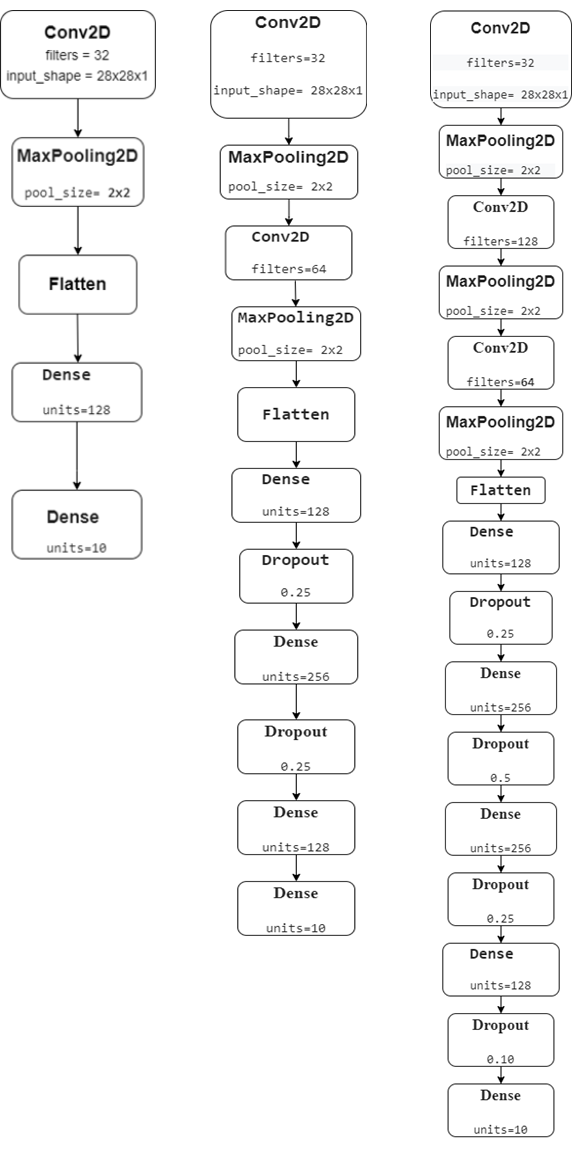 Conv2D
filters = 32
input_shape = 28x28x1
MaxPooling2D
pool_size= 2x2
Flatten
Dense
units=128
Dense
units=10
Conv2D
filters=32
input_shape= 28x28x1
MaxPooling2D
pool_size= 2x2
Conv2D
filters=64
MaxPooling2D
pool_size= 2x2
Flatten
Dense
units=128
Dropout
0.25
Dense
units=256
Dropout
0.25
Dense
units=128
Dense
units=10
Conv2D
filters=32
input_shape= 28x28x1
MaxPooling2D
pool_size= 2x2
Conv2D
filters=128
MaxPooling2D
pool_size= 2x2
Conv2D
filters=64
MaxPooling2D
pool_size= 2x2
Flatten
Dense
units=128
Dropout
0.25
Dense
units=256
Dropout
0.5
Dense
units=256
Dropout
0.25
Dense
units=128
Dropout
0.10
Dense
units=10